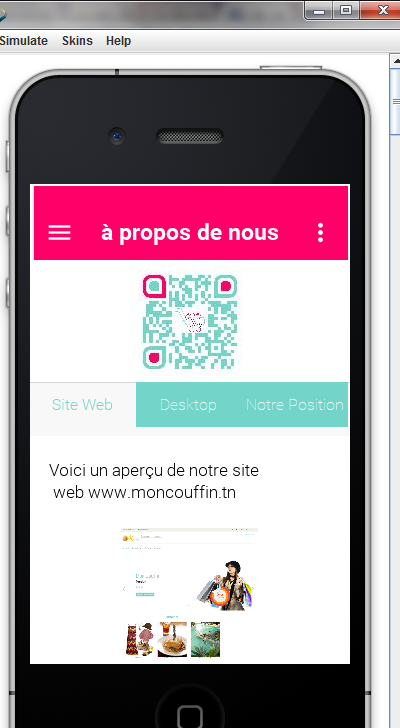 Simulate Skins Help
à propos de nous
Site Web Desktop Notre Position
Voici un aperçu de notre site
web www.moncouffin.tn